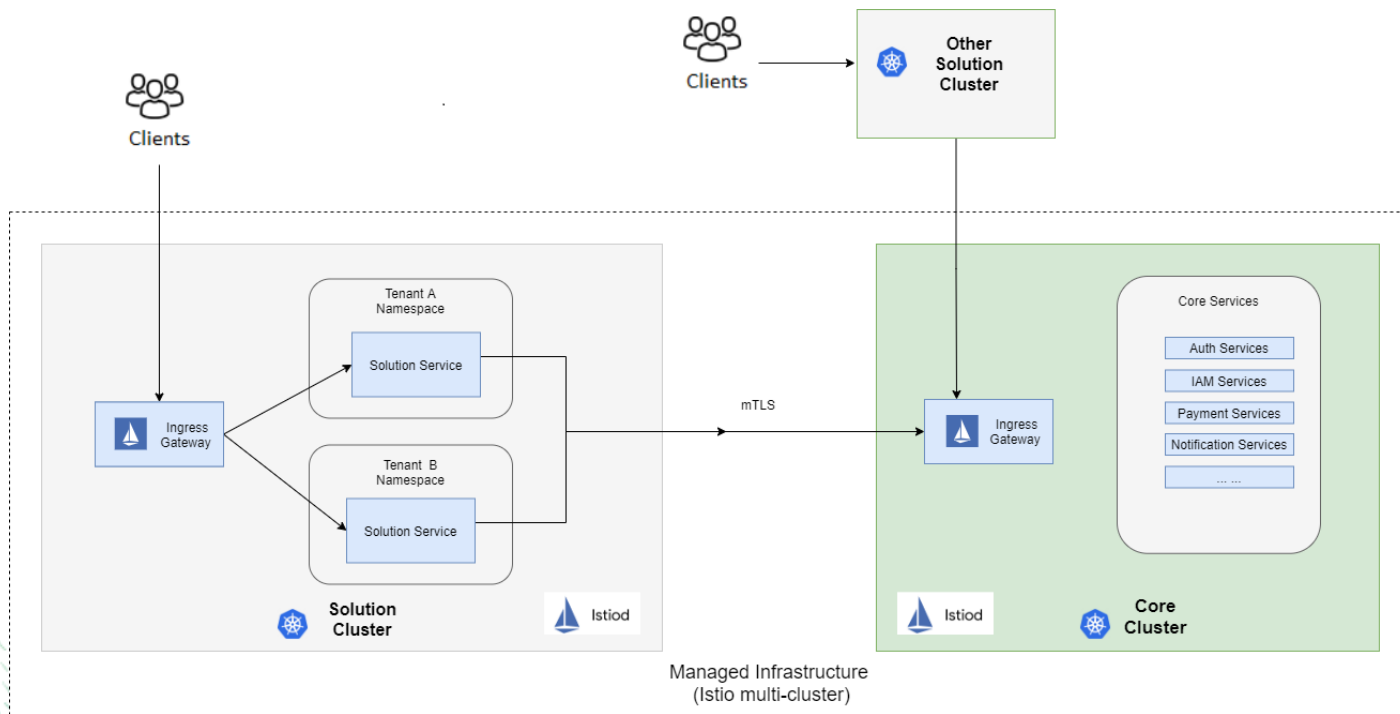 Clients
Other
Solution
Cluster
Clients
Tenant A
Namespace
Solution Service
Ingress
Gateway
Tenant B
Namespace
Solution Service
Solution
Cluster
Istiod
mTLS
Ingress
Gateway
Core Services
Auth Services
IAM Services
Payment Services
Notification Services
... ...
Istiod
Core
Cluster
Managed Infrastructure
(Istio multi-cluster)